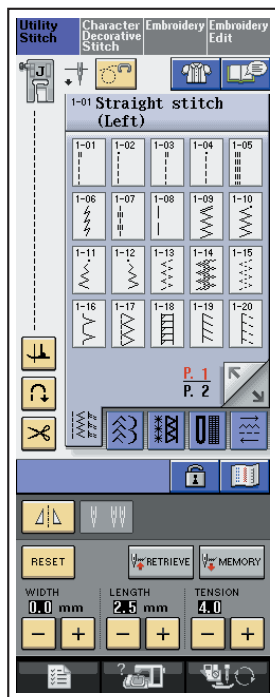 Utility Stitch
Character Decorative Stitch
Embroidery
Embroidery Edit
J
1-01 Straight stitch
(Left)
1-01 1-02 1-03 1-04 1-05
1-06 1-07 1-08 1-09 1-10
1-11 1-12 1-13 1-14 1-15
1-16 1-17 1-18 1-19 1-20
P. 1
P. 2
RESET
RETRIEVE
MEMORY
WIDTH LENGTH TENSION
0.0 mm 2.5 mm 4.0
− + − + − +
?